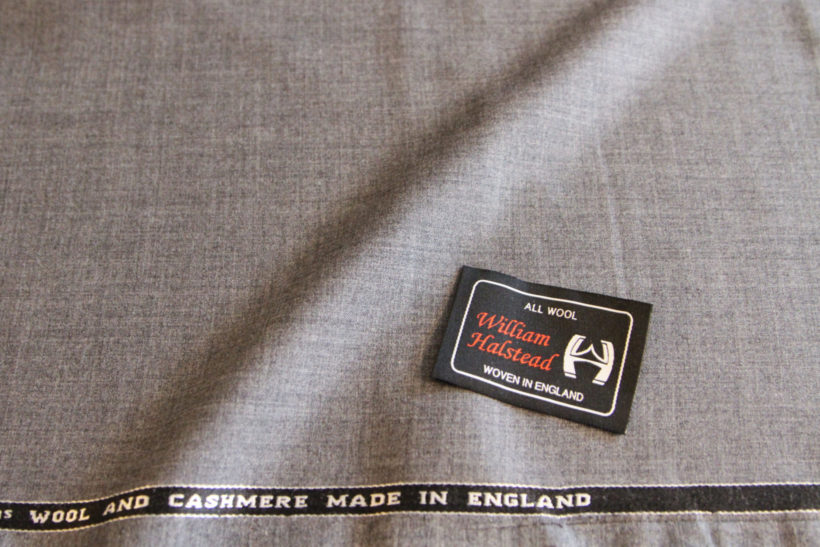 ALL WOOL
William
Halstead
WOVEN IN ENGLAND
WOOL AND CASHMERE MADE IN ENGLAND